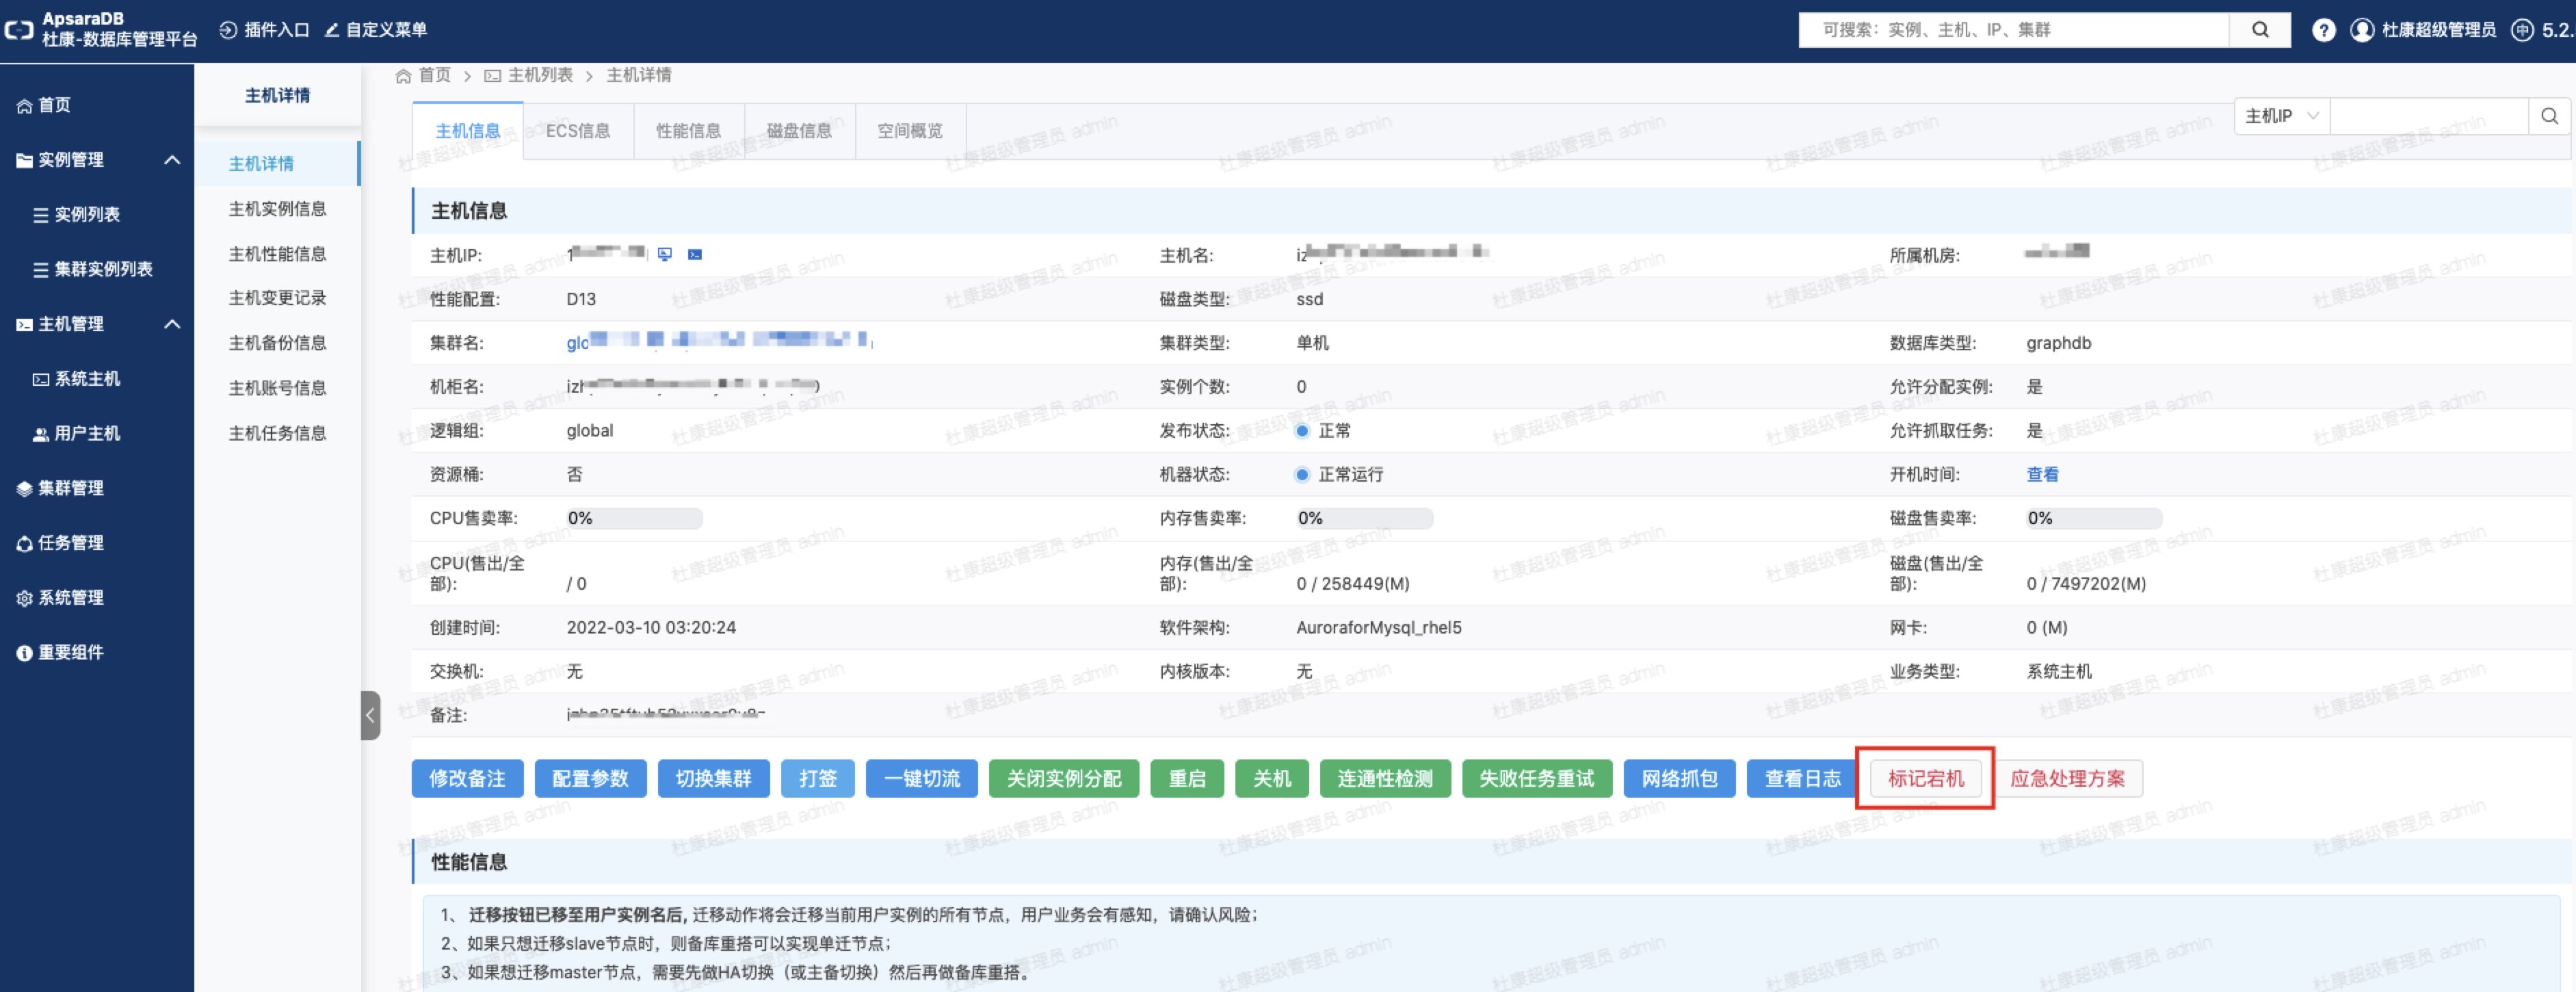 ApsaraDB
杜康-数据库管理平台
插件入口 自定义菜单
可搜索：实例、主机、IP、集群
杜康超级管理员 中 5.2.
首页
实例管理
实例列表
集群实例列表
主机管理
系统主机
用户主机
集群管理
任务管理
系统管理
重要组件
主机详情
主机详情
主机实例信息
主机性能信息
主机变更记录
主机备份信息
主机账号信息
主机任务信息
首页 > 主机列表 > 主机详情
主机信息 ECS信息 性能信息 磁盘信息 空间概览
主机IP
主机信息
主机IP: 主机名: 所属机房:
性能配置: D13 磁盘类型: ssd
集群名: glo 集群类型: 单机 数据库类型: graphdb
机柜名: 实例个数: 0 允许分配实例: 是
逻辑组: global 发布状态: 正常 允许抓取任务: 是
资源桶: 否 机器状态: 正常运行 开机时间: 查看
CPU售卖率: 0% 内存售卖率: 0% 磁盘售卖率: 0%
CPU(售出/全部): / 0 内存(售出/全部): 0 / 258449(M) 磁盘(售出/全部): 0 / 7497202(M)
创建时间: 2022-03-10 03:20:24 软件架构: AuroraforMysql_rhel5 网卡: 0 (M)
交换机: 无 内核版本: 无 业务类型: 系统主机
备注:
修改备注 配置参数 切换集群 打签 一键切流 关闭实例分配 重启 关机 连通性检测 失败任务重试 网络抓包 查看日志 标记宕机 应急处理方案
性能信息
1、 迁移按钮已移至用户实例名后, 迁移动作将会迁移当前用户实例的所有节点，用户业务会有感知，请确认风险；
2、如果只想迁移slave节点时，则备库重搭可以实现单迁节点；
3、如果想迁移master节点，需要先做HA切换（或主备切换）然后再做备库重搭。
杜康超级管理员 admin